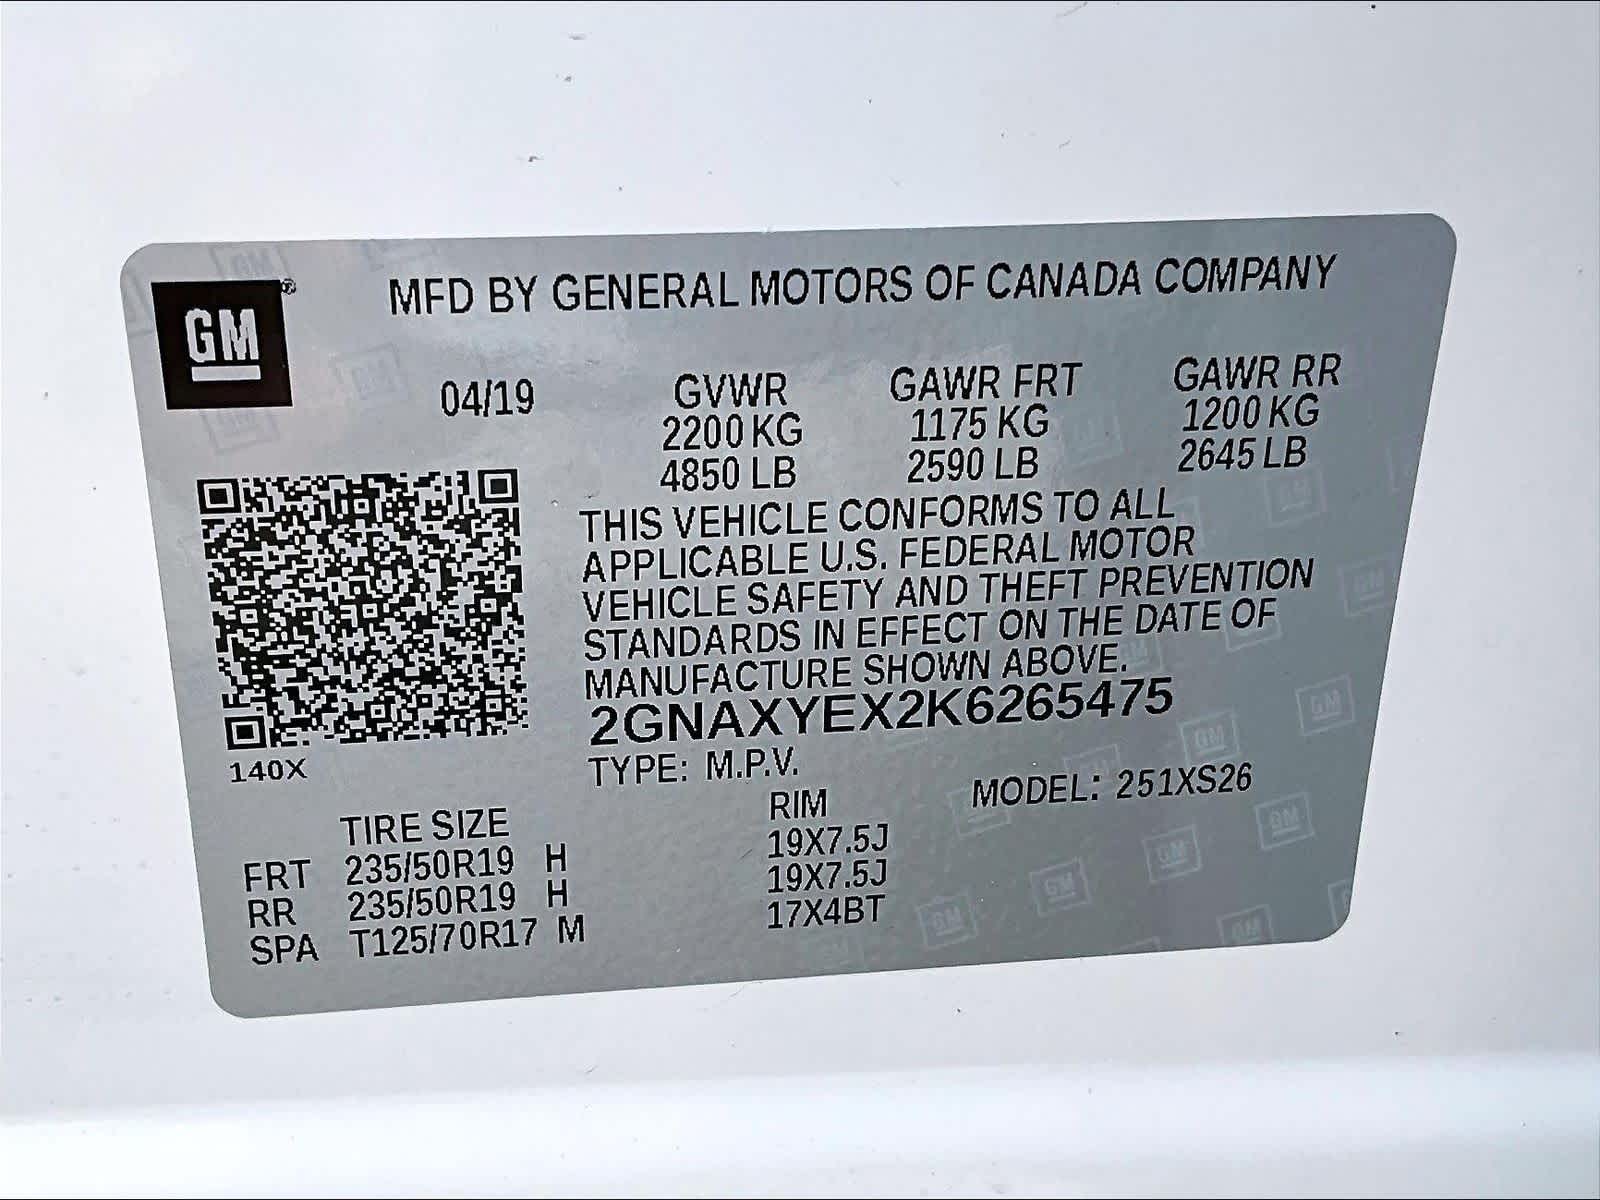 GM®
MFD BY GENERAL MOTORS OF CANADA COMPANY
04/19 GVWR GAWR FRT GAWR RR
2200 KG 1175 KG 1200 KG
4850 LB 2590 LB 2645 LB
THIS VEHICLE CONFORMS TO ALL
APPLICABLE U.S. FEDERAL MOTOR
VEHICLE SAFETY AND THEFT PREVENTION
STANDARDS IN EFFECT ON THE DATE OF
MANUFACTURE SHOWN ABOVE.
2GNAXYEX2K6265475
140X
TYPE: M.P.V. MODEL: 251XS26
TIRE SIZE RIM
FRT 235/50R19 H 19X7.5J
RR 235/50R19 H 19X7.5J
SPA T125/70R17 M 17X4BT